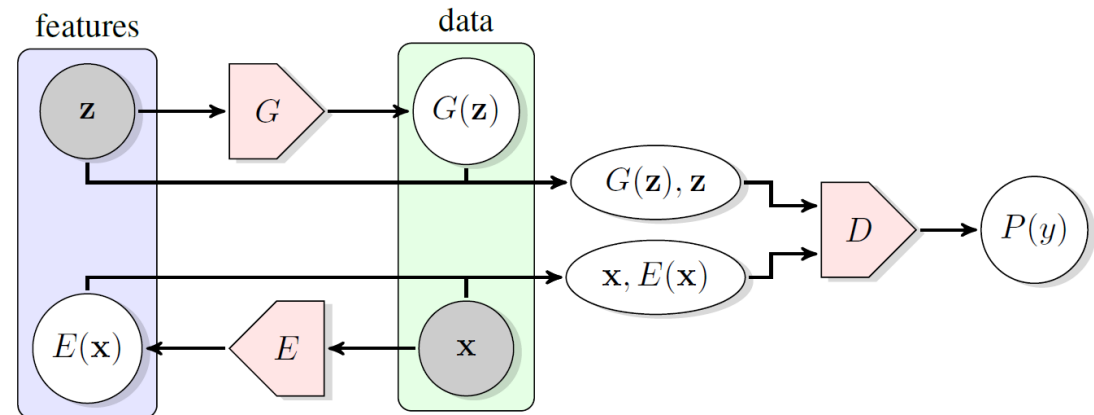 features data
z G G(z)
G(z), z
D P(y)
x, E(x)
E(x) E x